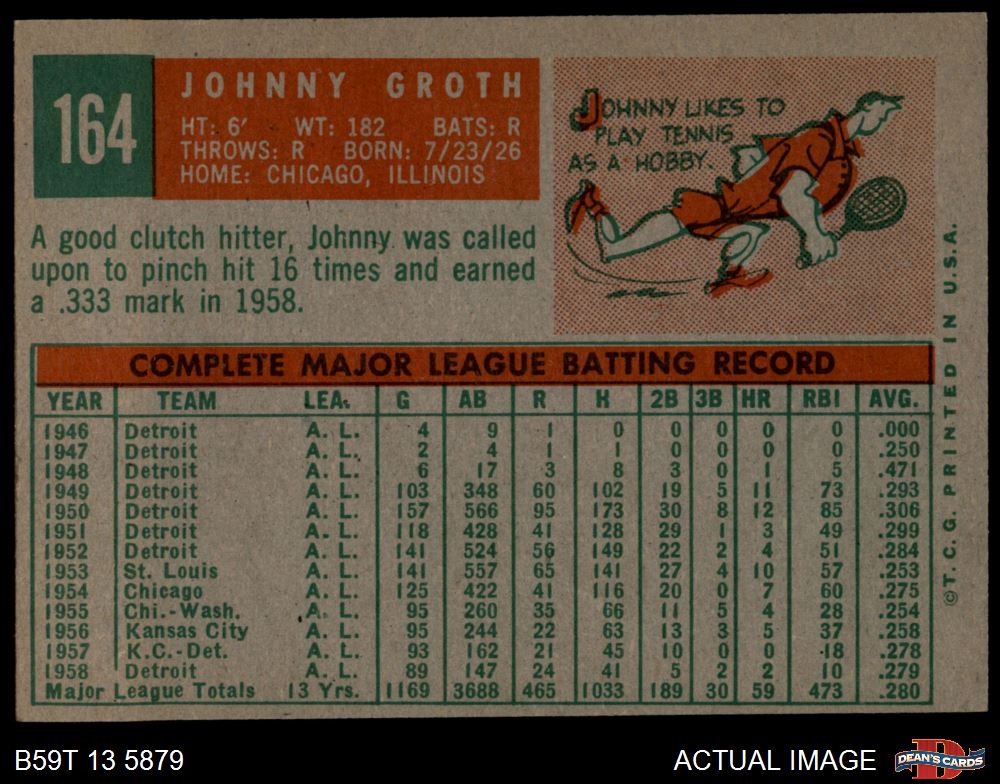 164
JOHNNY GROTH
HT: 6' WT: 182 BATS: R
THROWS: R BORN: 7/23/26
HOME: CHICAGO, ILLINOIS
JOHNNY LIKES TO
PLAY TENNIS
AS A HOBBY.
A good clutch hitter, Johnny was called
upon to pinch hit 16 times and earned
a .333 mark in 1958.
COMPLETE MAJOR LEAGUE BATTING RECORD
YEAR TEAM LEA. G AB R H 2B 3B HR RBI AVG.
1946 Detroit A. L. 4 9 1 0 0 0 0 0 .000
1947 Detroit A. L. 2 4 1 1 0 0 0 0 .250
1948 Detroit A. L. 6 17 3 8 3 0 1 5 .471
1949 Detroit A. L. 103 348 60 102 19 5 11 73 .293
1950 Detroit A. L. 157 566 95 173 30 8 12 85 .306
1951 Detroit A. L. 118 428 41 128 29 1 3 49 .299
1952 Detroit A. L. 141 524 56 149 22 2 4 51 .284
1953 St. Louis A. L. 141 557 65 141 27 4 10 57 .253
1954 Chicago A. L. 125 422 41 116 20 0 7 60 .275
1955 Chi.-Wash. A. L. 95 260 35 66 11 5 4 28 .254
1956 Kansas City A. L. 95 244 22 63 13 3 5 37 .258
1957 K.C.-Det. A. L. 93 162 21 45 10 0 0 18 .278
1958 Detroit A. L. 89 147 24 41 5 2 2 10 .279
Major League Totals 13 Yrs. 1169 3688 465 1033 189 30 59 473 .280
©T.C.G. PRINTED IN U.S.A.
B59T 13 5879
ACTUAL IMAGE
DEAN'S CARDS